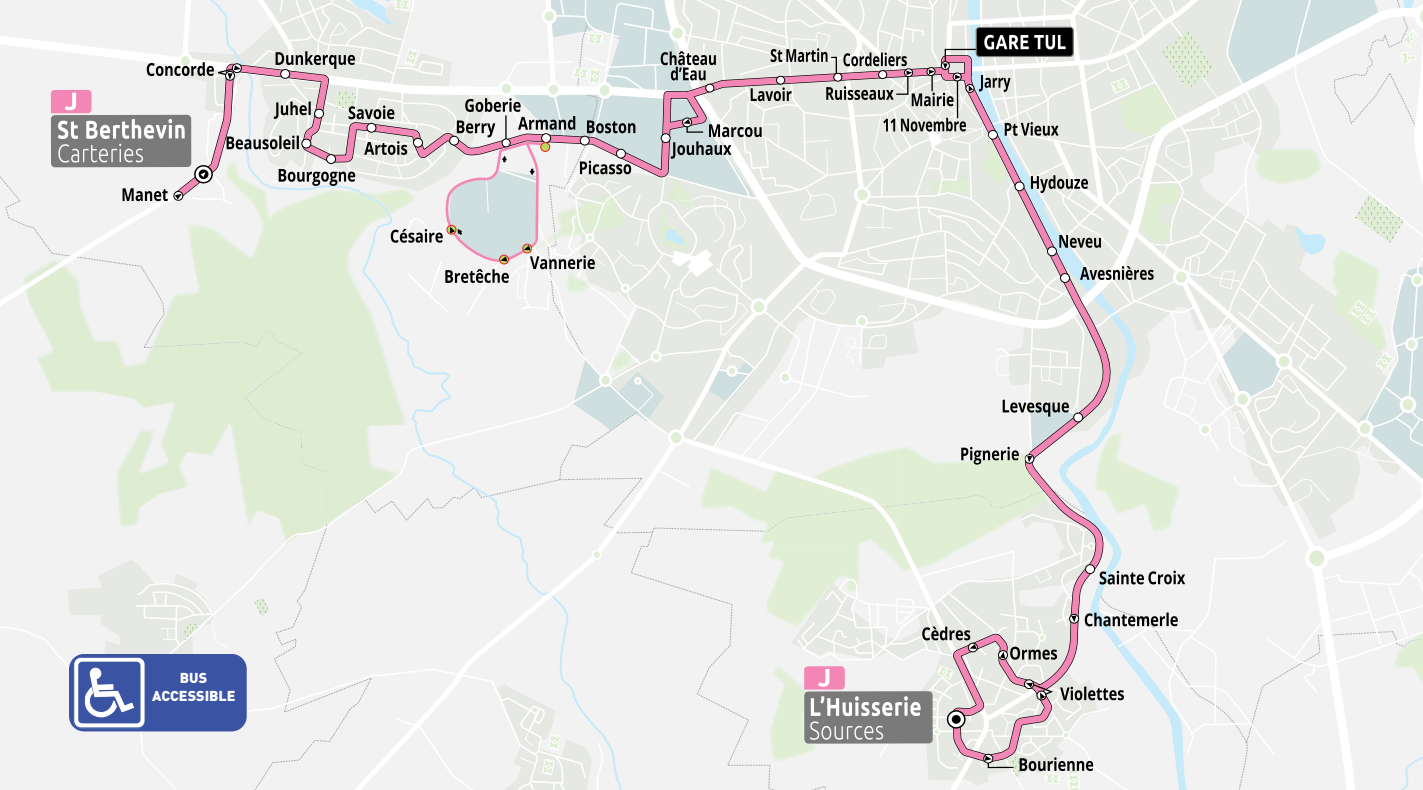 GARE TUL
Château
d'Eau
St Martin
Cordeliers
Dunkerque
Concorde
Lavoir
Ruisseaux
Mairie
Jarry
11 Novembre
J
St Berthevin
Carteries
Juhel
Savoie
Goberie
Berry
Armand
Boston
Marcou
Jouhaux
Pt Vieux
Beausoleil
Artois
Picasso
Bourgogne
Manet
Hydouze
Césaire
Bretêche
Vannerie
Neveu
Avesnières
Levesque
Pignerie
Sainte Croix
Chantemerle
Cèdres
Ormes
Violettes
J
L'Huisserie
Sources
Bourienne
BUS
ACCESSIBLE